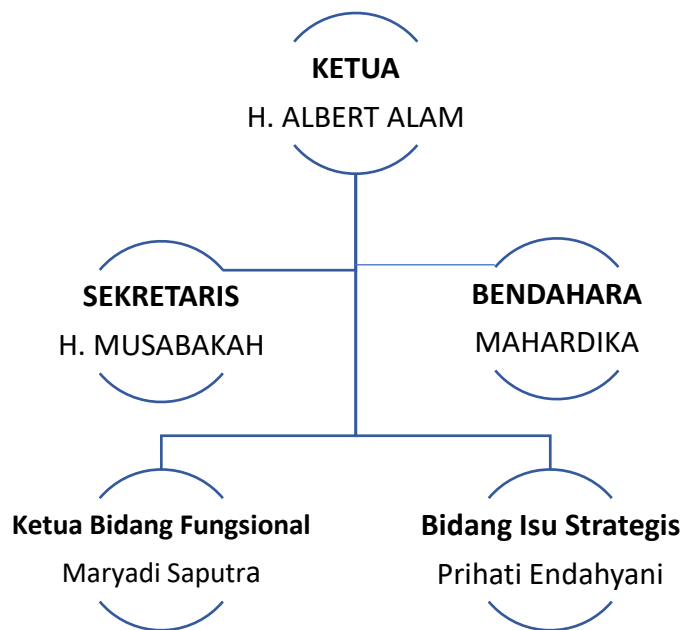 KETUA
H. ALBERT ALAM
SEKRETARIS
H. MUSABAKAH
BENDAHARA
MAHARDIKA
Ketua Bidang Fungsional
Maryadi Saputra
Bidang Isu Strategis
Prihati Endahyani